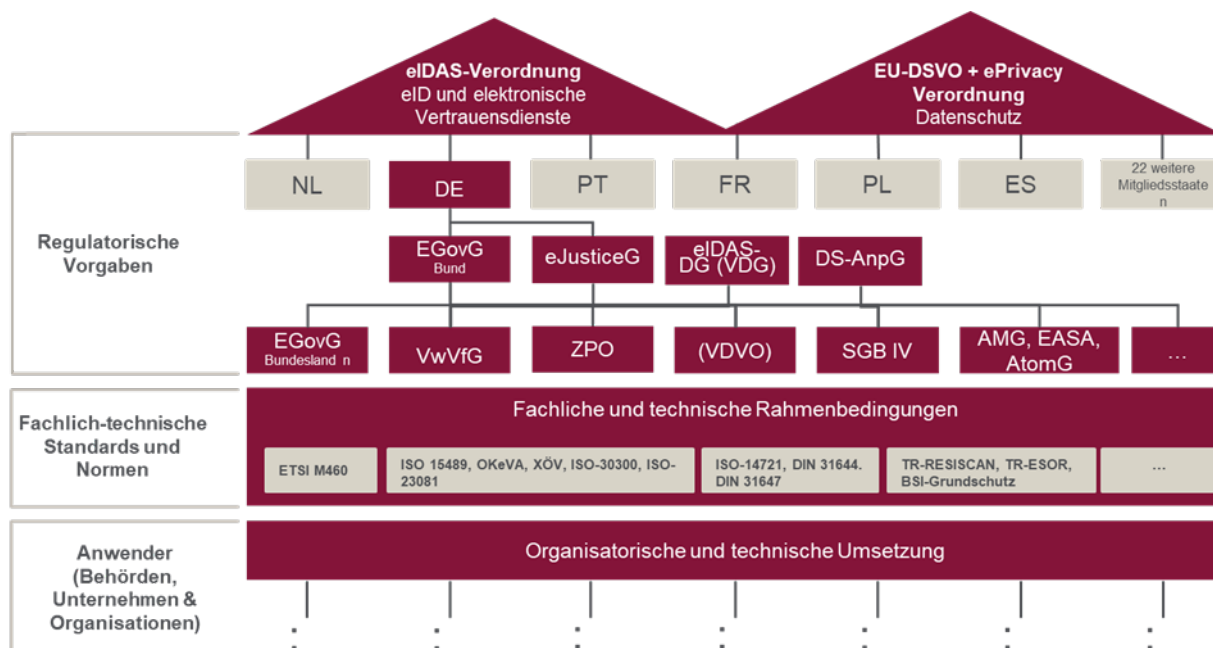 eIDAS-Verordnung
eID und elektronische
Vertrauensdienste
EU-DSVO + ePrivacy
Verordnung
Datenschutz
Regulatorische
Vorgaben
NL
DE
PT
FR
PL
ES
22 weitere
Mitgliedsstaate
n
EGovG
Bund
eJusticeG
eIDAS-
DG (VDG)
DS-AnpG
EGovG
Bundesland n
VwVfG
ZPO
(VDVO)
SGB IV
AMG, EASA,
AtomG
...
Fachlich-technische
Standards und
Normen
Fachliche und technische Rahmenbedingungen
ETSI M460
ISO 15489, OKeVA, XÖV, ISO-30300, ISO-
23081
ISO-14721, DIN 31644.
DIN 31647
TR-RESISCAN, TR-ESOR,
BSI-Grundschutz
...
Anwender
(Behörden,
Unternehmen &
Organisationen)
Organisatorische und technische Umsetzung